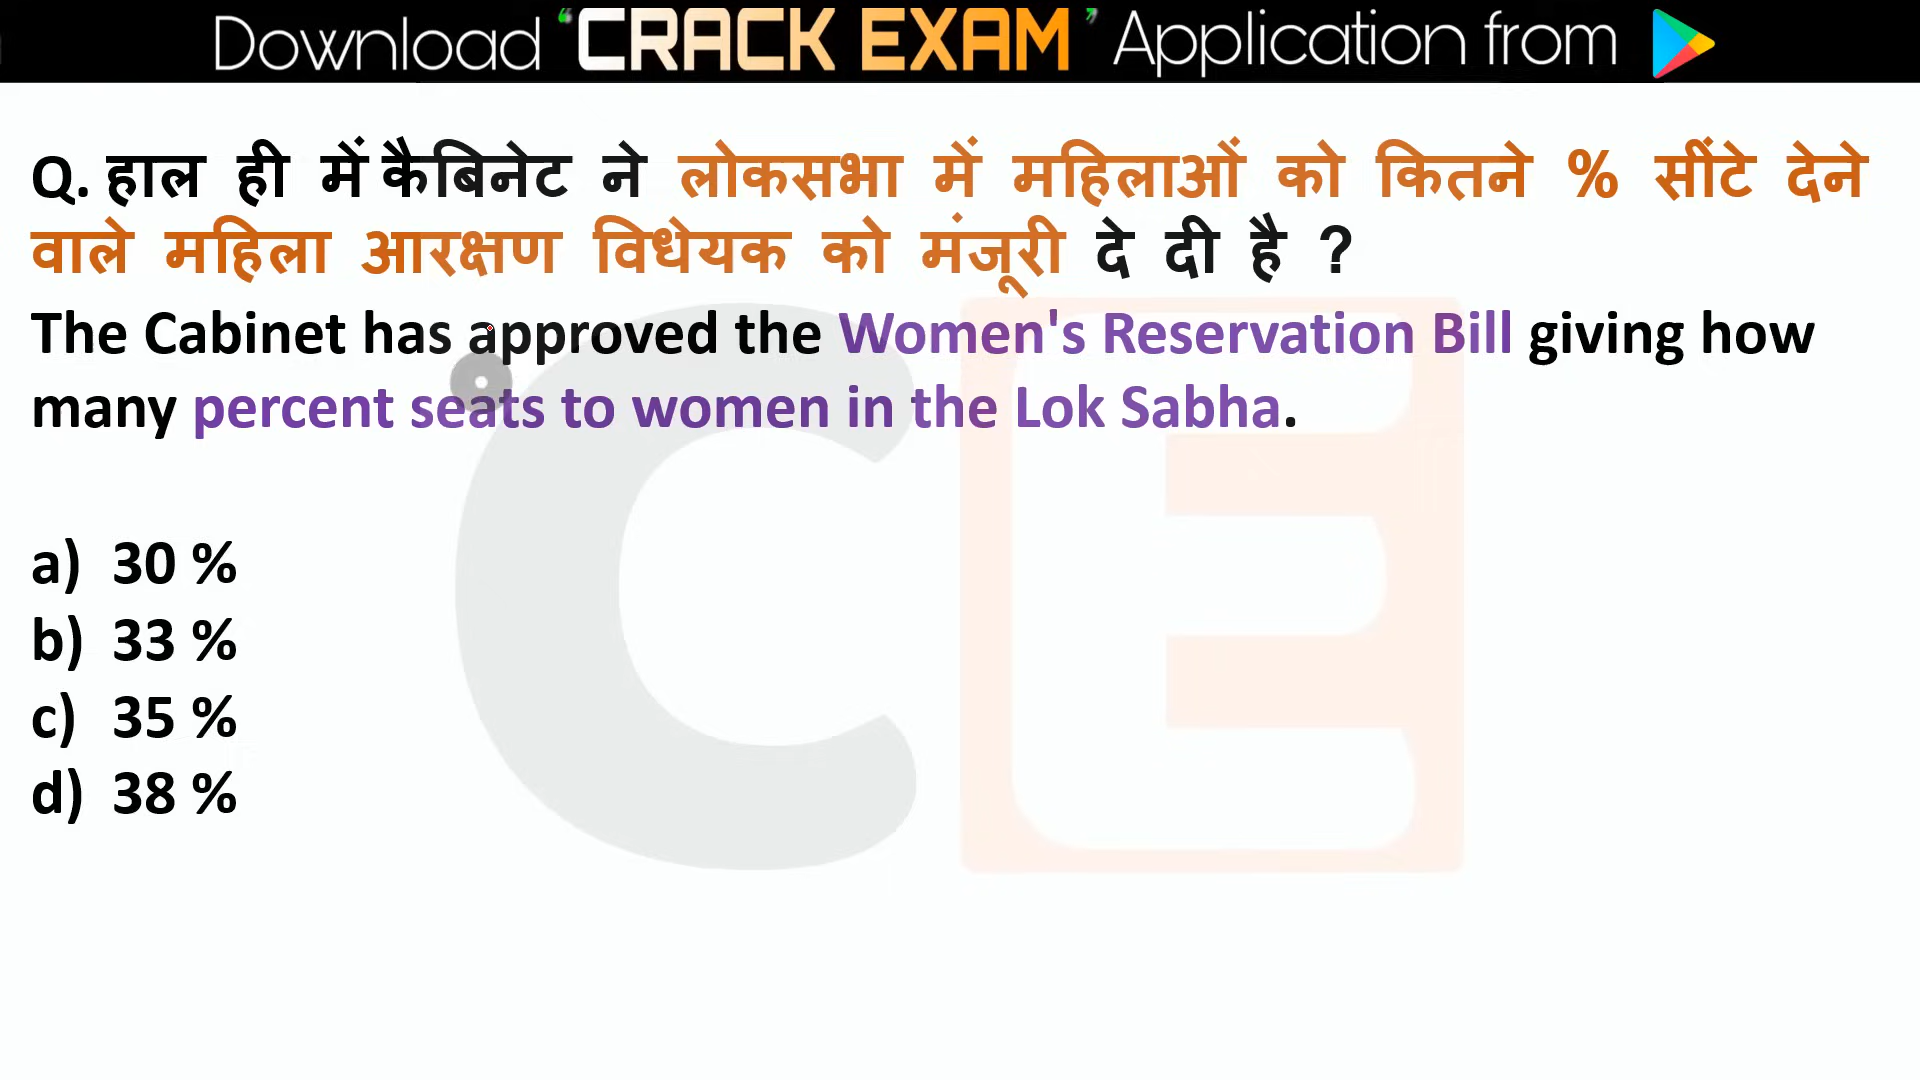 Download 'CRACK EXAM' Application from
Q. हाल ही में कैबिनेट ने लोकसभा में महिलाओं को कितने % सींटे देने
वाले महिला आरक्षण विधेयक को मंजूरी दे दी है ?
The Cabinet has approved the Women's Reservation Bill giving how
many percent seats to women in the Lok Sabha.
a) 30 %
b) 33 %
c) 35 %
d) 38 %
CE